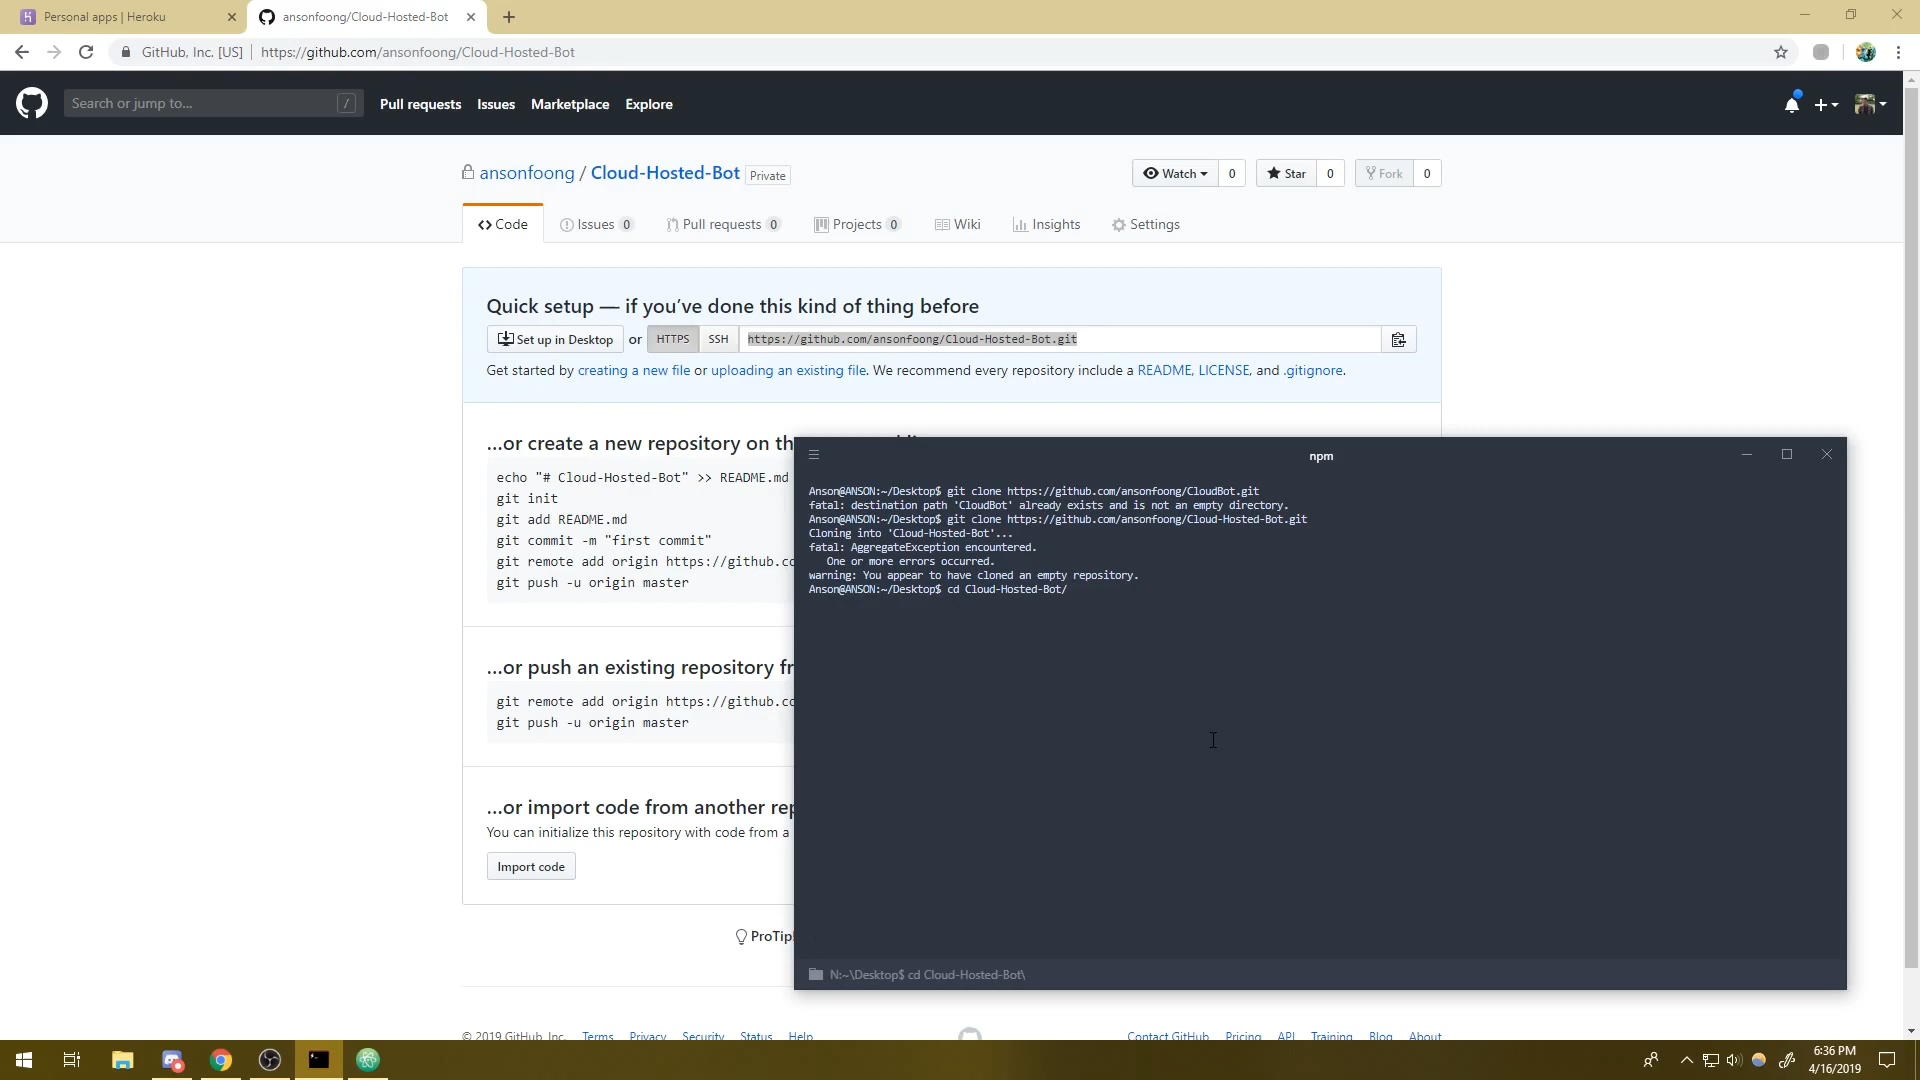 Personal apps | Heroku
ansonfoong/Cloud-Hosted-Bot
GitHub, Inc. [US] | https://github.com/ansonfoong/Cloud-Hosted-Bot
Search or jump to... /
Pull requests Issues Marketplace Explore
ansonfoong / Cloud-Hosted-Bot Private
Watch 0 Star 0 Fork 0
<> Code Issues 0 Pull requests 0 Projects 0 Wiki Insights Settings
Quick setup — if you’ve done this kind of thing before
Set up in Desktop or HTTPS SSH https://github.com/ansonfoong/Cloud-Hosted-Bot.git
Get started by creating a new file or uploading an existing file. We recommend every repository include a README, LICENSE, and .gitignore.
…or create a new repository on th
echo "# Cloud-Hosted-Bot" >> README.md
git init
git add README.md
git commit -m "first commit"
git remote add origin https://github.co
git push -u origin master
…or push an existing repository fr
git remote add origin https://github.co
git push -u origin master
…or import code from another rep
You can initialize this repository with code from a
Import code
ProTip!
npm
Anson@ANSON:~/Desktop$ git clone https://github.com/ansonfoong/CloudBot.git
fatal: destination path 'CloudBot' already exists and is not an empty directory.
Anson@ANSON:~/Desktop$ git clone https://github.com/ansonfoong/Cloud-Hosted-Bot.git
Cloning into 'Cloud-Hosted-Bot'...
fatal: AggregateException encountered.
One or more errors occurred.
warning: You appear to have cloned an empty repository.
Anson@ANSON:~/Desktop$ cd Cloud-Hosted-Bot/
N:~\Desktop$ cd Cloud-Hosted-Bot\
© 2019 GitHub, Inc. Terms Privacy Security Status Help Contact GitHub Pricing API Training Blog About
6:36 PM
4/16/2019